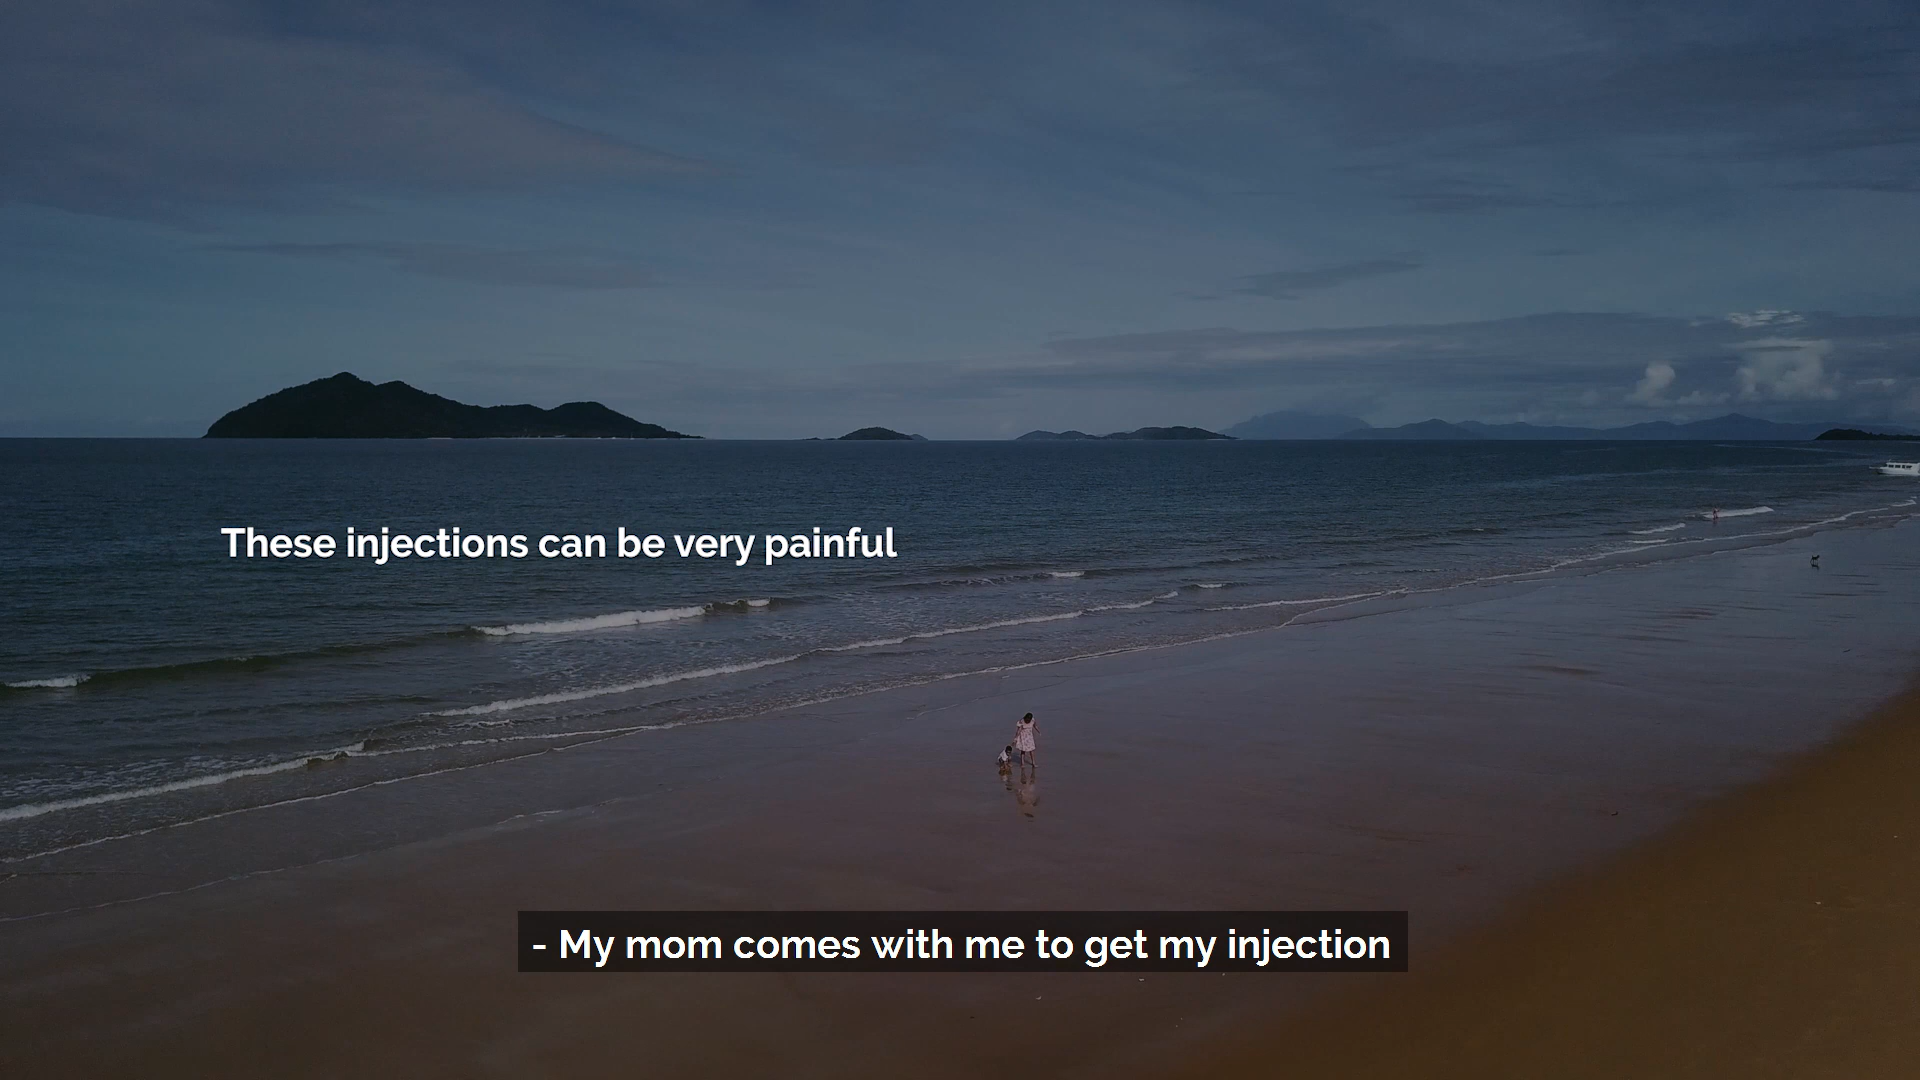 These injections can be very painful
- My mom comes with me to get my injection